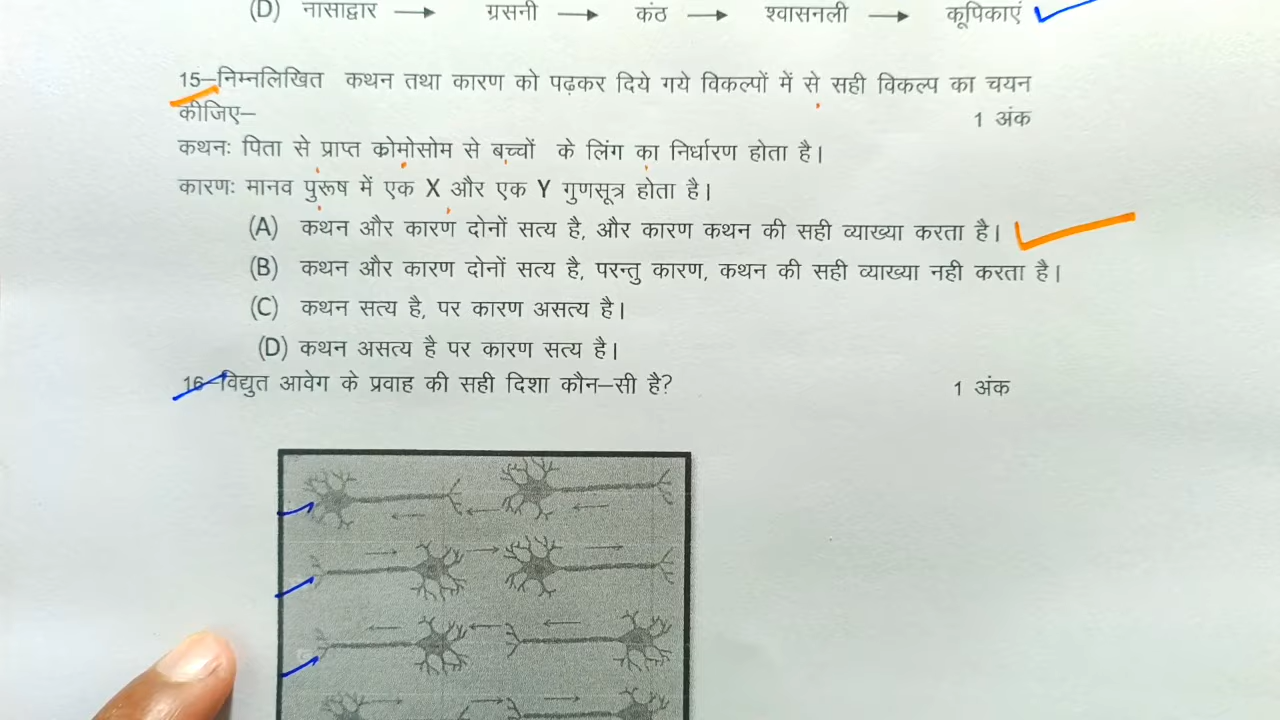 (D) नासाद्वार → ग्रसनी → कंठ → श्वासनली → कूपिकाएं
15–निम्नलिखित कथन तथा कारण को पढ़कर दिये गये विकल्पों में से सही विकल्प का चयन
कीजिए– 1 अंक
कथनः पिता से प्राप्त क्रोमोसोम से बच्चों के लिंग का निर्धारण होता है।
कारणः मानव पुरूष में एक X और एक Y गुणसूत्र होता है।
(A) कथन और कारण दोनों सत्य है, और कारण कथन की सही व्याख्या करता है।
(B) कथन और कारण दोनों सत्य है, परन्तु कारण, कथन की सही व्याख्या नही करता है।
(C) कथन सत्य है, पर कारण असत्य है।
(D) कथन असत्य है पर कारण सत्य है।
16–विद्युत आवेग के प्रवाह की सही दिशा कौन–सी है? 1 अंक